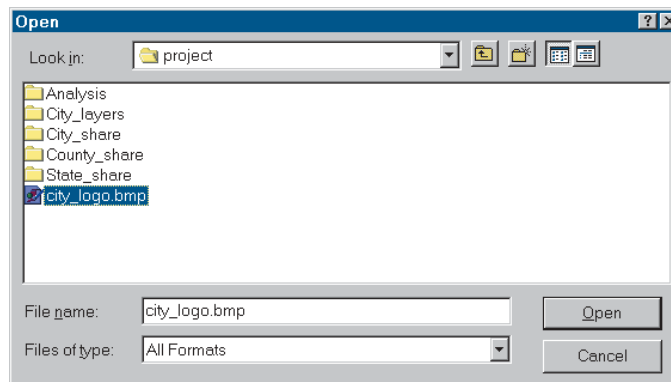 Open
Look in: project
Analysis
City_layers
City_share
County_share
State_share
city_logo.bmp
File name: city_logo.bmp Open
Files of type: All Formats Cancel